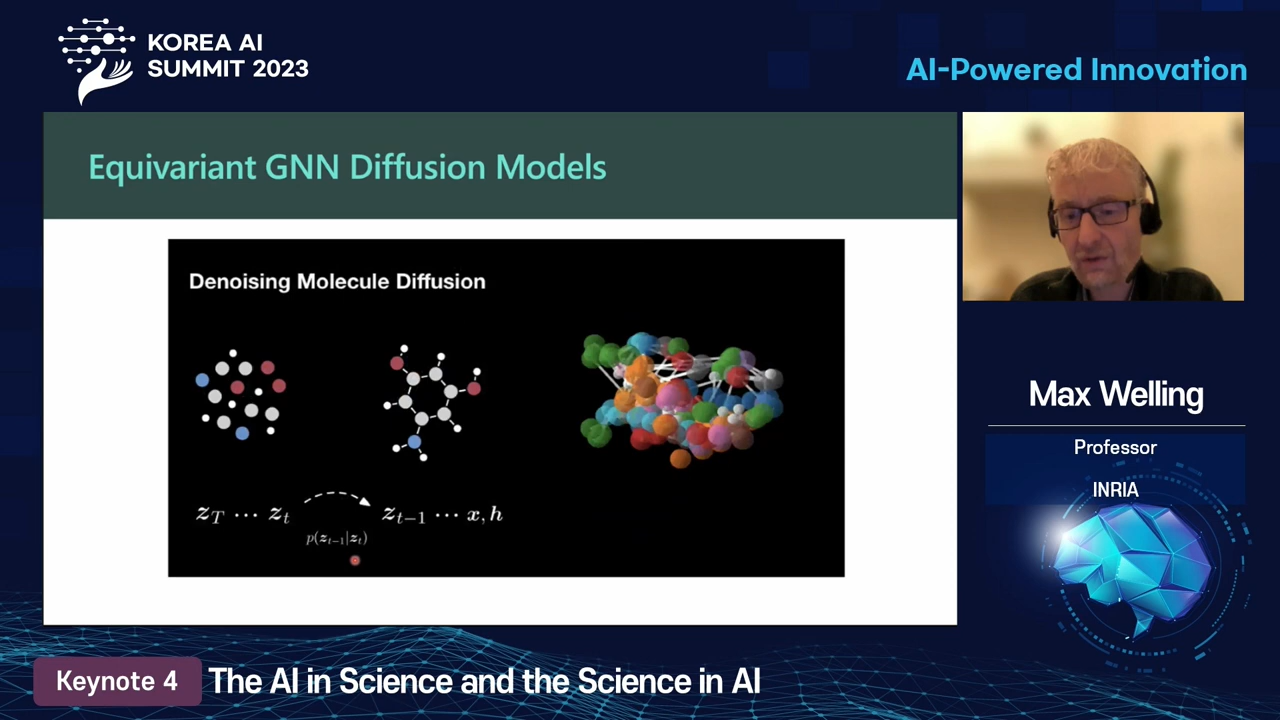 KOREA AI
SUMMIT 2023
AI-Powered Innovation
Equivariant GNN Diffusion Models
Denoising Molecule Diffusion
z_T ··· z_t
z_{t-1} ··· x, h
p(z_{t-1}|z_t)
Max Welling
Professor
INRIA
Keynote 4
The AI in Science and the Science in AI